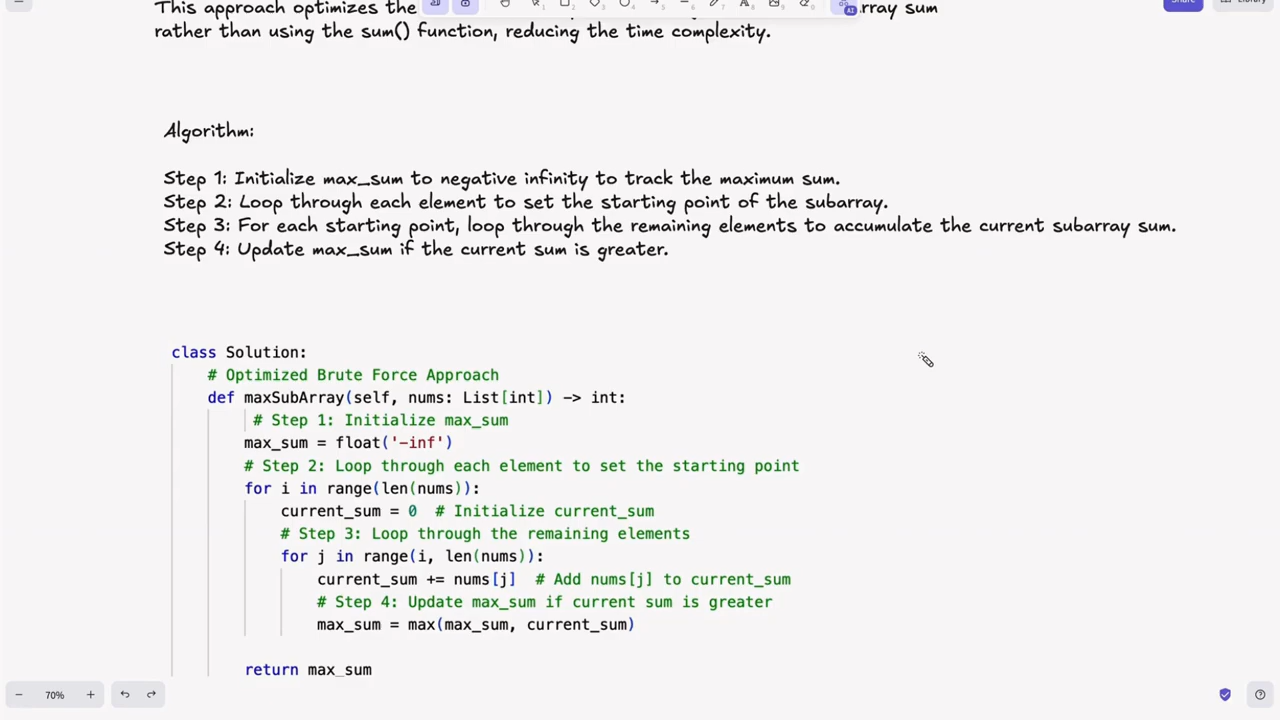 This approach optimizes the array sum
rather than using the sum() function, reducing the time complexity.
Algorithm:
Step 1: Initialize max_sum to negative infinity to track the maximum sum.
Step 2: Loop through each element to set the starting point of the subarray.
Step 3: For each starting point, loop through the remaining elements to accumulate the current subarray sum.
Step 4: Update max_sum if the current sum is greater.
class Solution:
# Optimized Brute Force Approach
def maxSubArray(self, nums: List[int]) -> int:
# Step 1: Initialize max_sum
max_sum = float('-inf')
# Step 2: Loop through each element to set the starting point
for i in range(len(nums)):
current_sum = 0 # Initialize current_sum
# Step 3: Loop through the remaining elements
for j in range(i, len(nums)):
current_sum += nums[j] # Add nums[j] to current_sum
# Step 4: Update max_sum if current sum is greater
max_sum = max(max_sum, current_sum)
return max_sum
70%